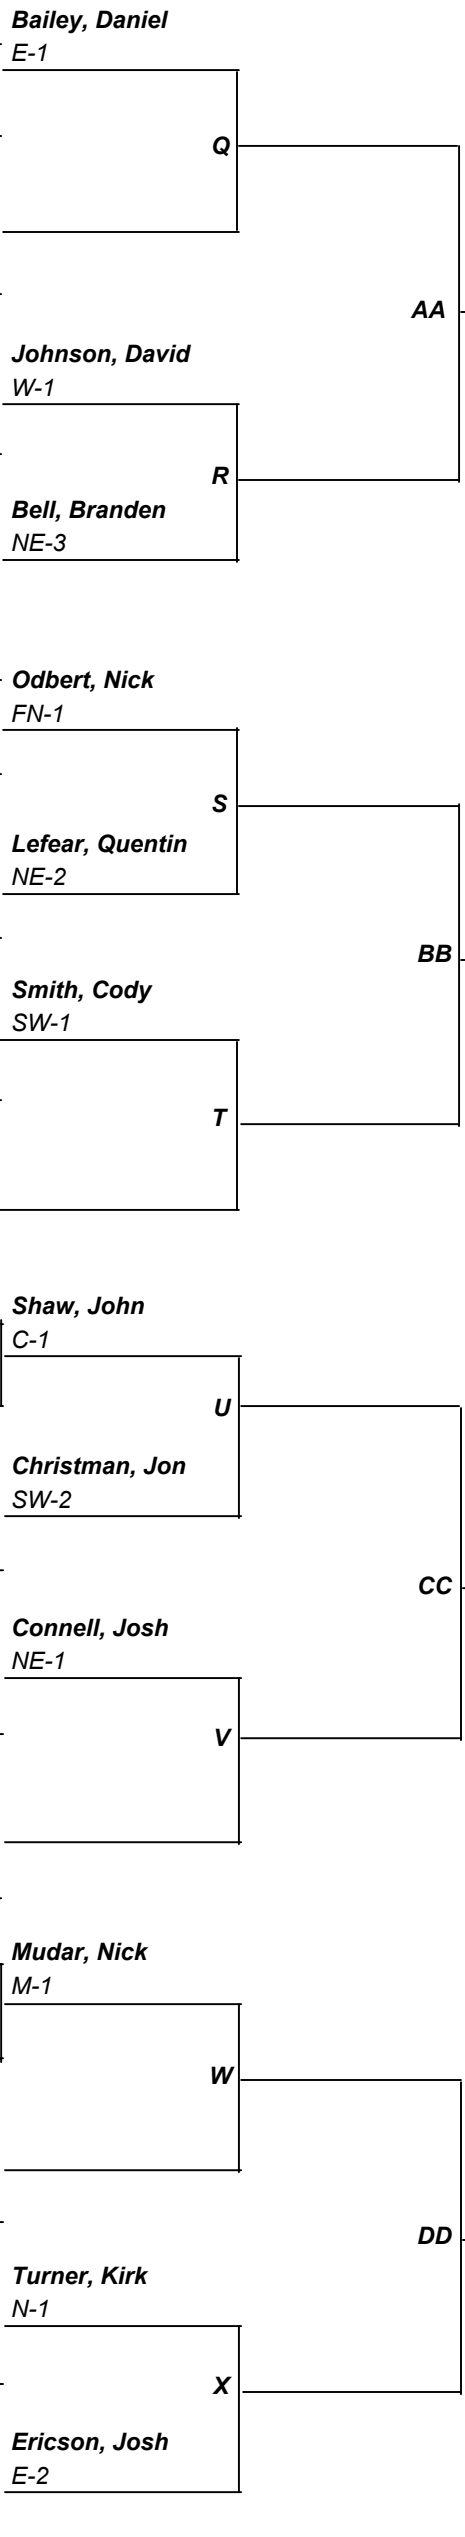 Bailey, Daniel
E-1
Q
AA
Johnson, David
W-1
R
Bell, Branden
NE-3
Odbert, Nick
FN-1
S
Lefear, Quentin
NE-2
BB
Smith, Cody
SW-1
T
Shaw, John
C-1
U
Christman, Jon
SW-2
CC
Connell, Josh
NE-1
V
Mudar, Nick
M-1
W
DD
Turner, Kirk
N-1
X
Ericson, Josh
E-2